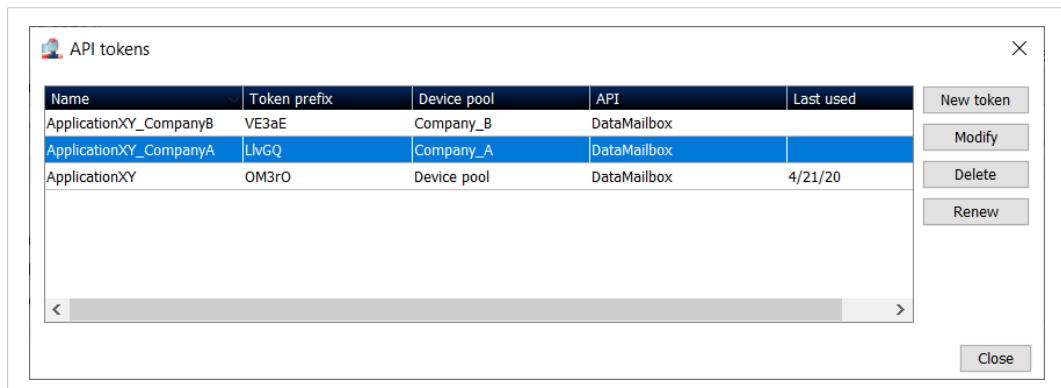 API tokens
Name Token prefix Device pool API Last used
ApplicationXY_CompanyB VE3aE Company_B DataMailbox
ApplicationXY_CompanyA LlvGQ Company_A DataMailbox
ApplicationXY OM3rO Device pool DataMailbox 4/21/20
New token
Modify
Delete
Renew
Close